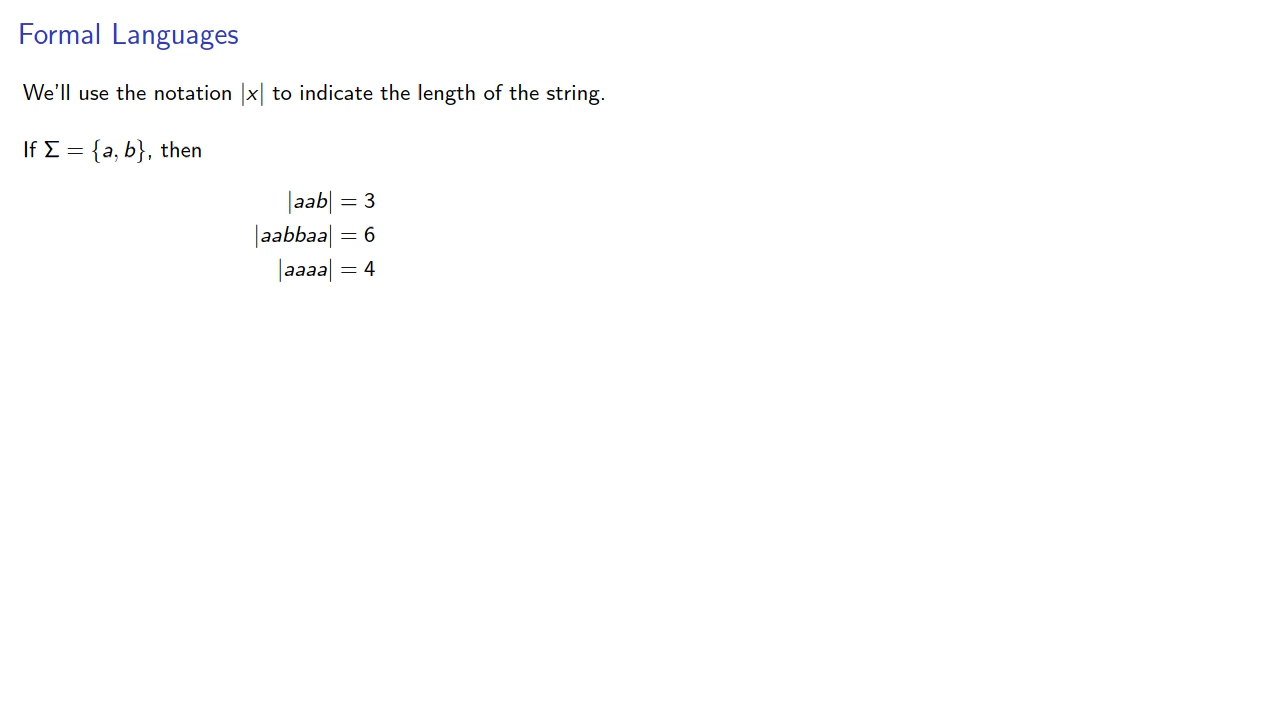 Formal Languages
We'll use the notation |x| to indicate the length of the string.
If Σ = {a, b}, then
|aab| = 3
|aabbaa| = 6
|aaaa| = 4